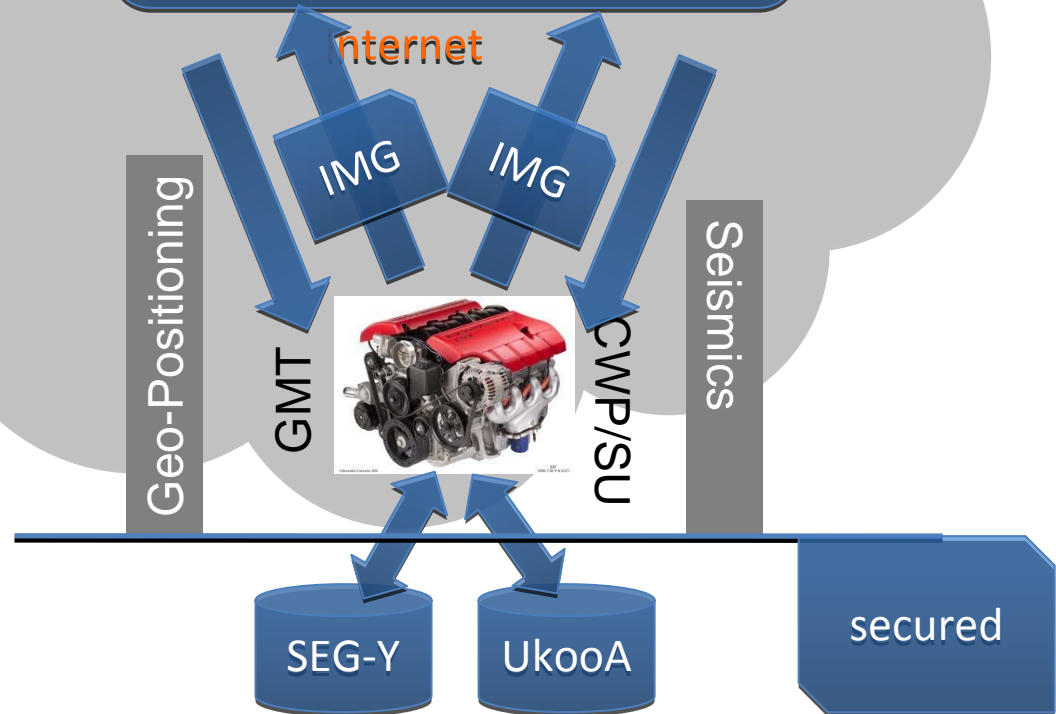 Internet
IMG
IMG
Geo-Positioning
Seismics
GMT
CWP/SU
SEG-Y
UkooA
secured